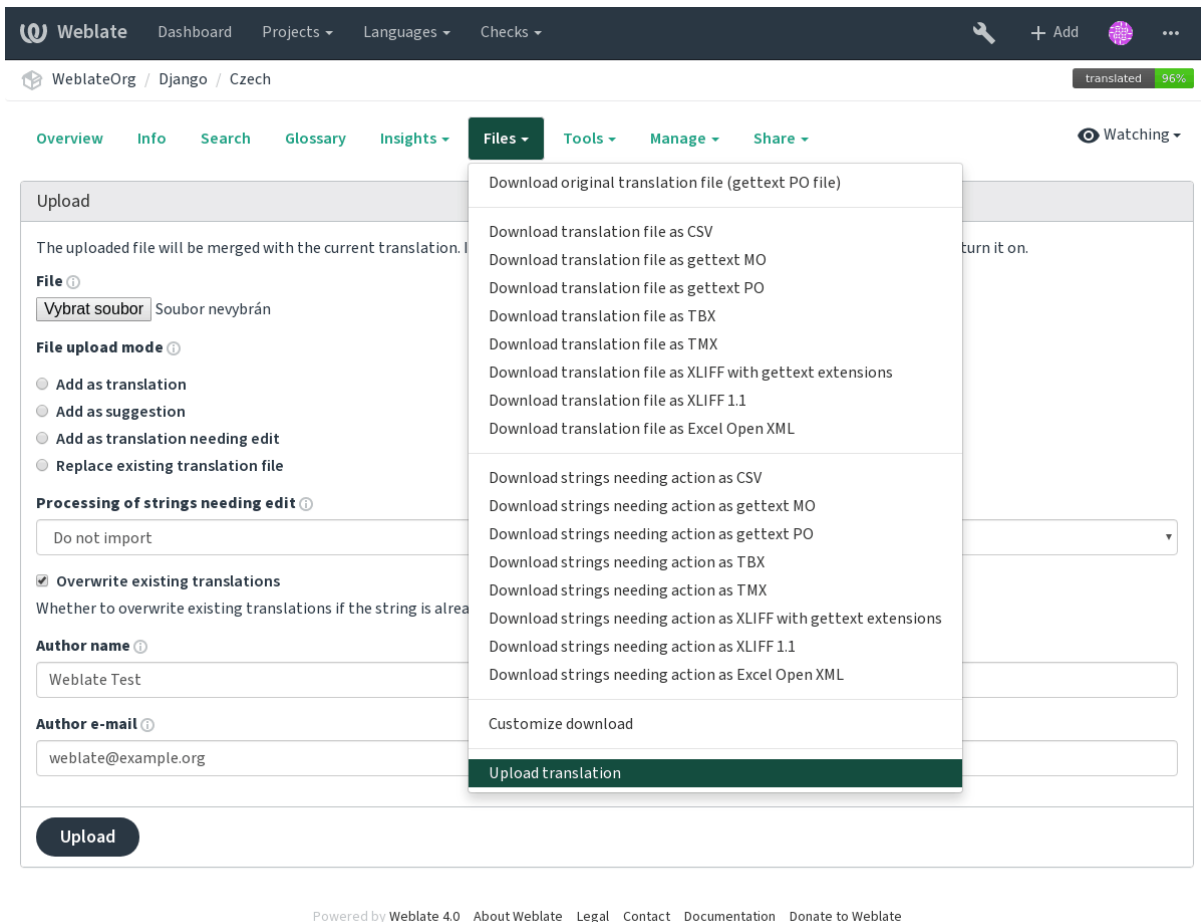 Weblate Dashboard Projects Languages Checks + Add
WeblateOrg / Django / Czech translated 96%
Overview Info Search Glossary Insights Files Tools Manage Share Watching
Upload
The uploaded file will be merged with the current translation. turn it on.
File
Vybrat soubor Soubor nevybrán
File upload mode
Add as translation
Add as suggestion
Add as translation needing edit
Replace existing translation file
Processing of strings needing edit
Do not import
Overwrite existing translations
Whether to overwrite existing translations if the string is
Author name
Weblate Test
Author e-mail
weblate@example.org
Upload
Download original translation file (gettext PO file)
Download translation file as CSV
Download translation file as gettext MO
Download translation file as gettext PO
Download translation file as TBX
Download translation file as TMX
Download translation file as XLIFF with gettext extensions
Download translation file as XLIFF 1.1
Download translation file as Excel Open XML
Download strings needing action as CSV
Download strings needing action as gettext MO
Download strings needing action as gettext PO
Download strings needing action as TBX
Download strings needing action as TMX
Download strings needing action as XLIFF with gettext extensions
Download strings needing action as XLIFF 1.1
Download strings needing action as Excel Open XML
Customize download
Upload translation
Powered by Weblate 4.0 About Weblate Legal Contact Documentation Donate to Weblate